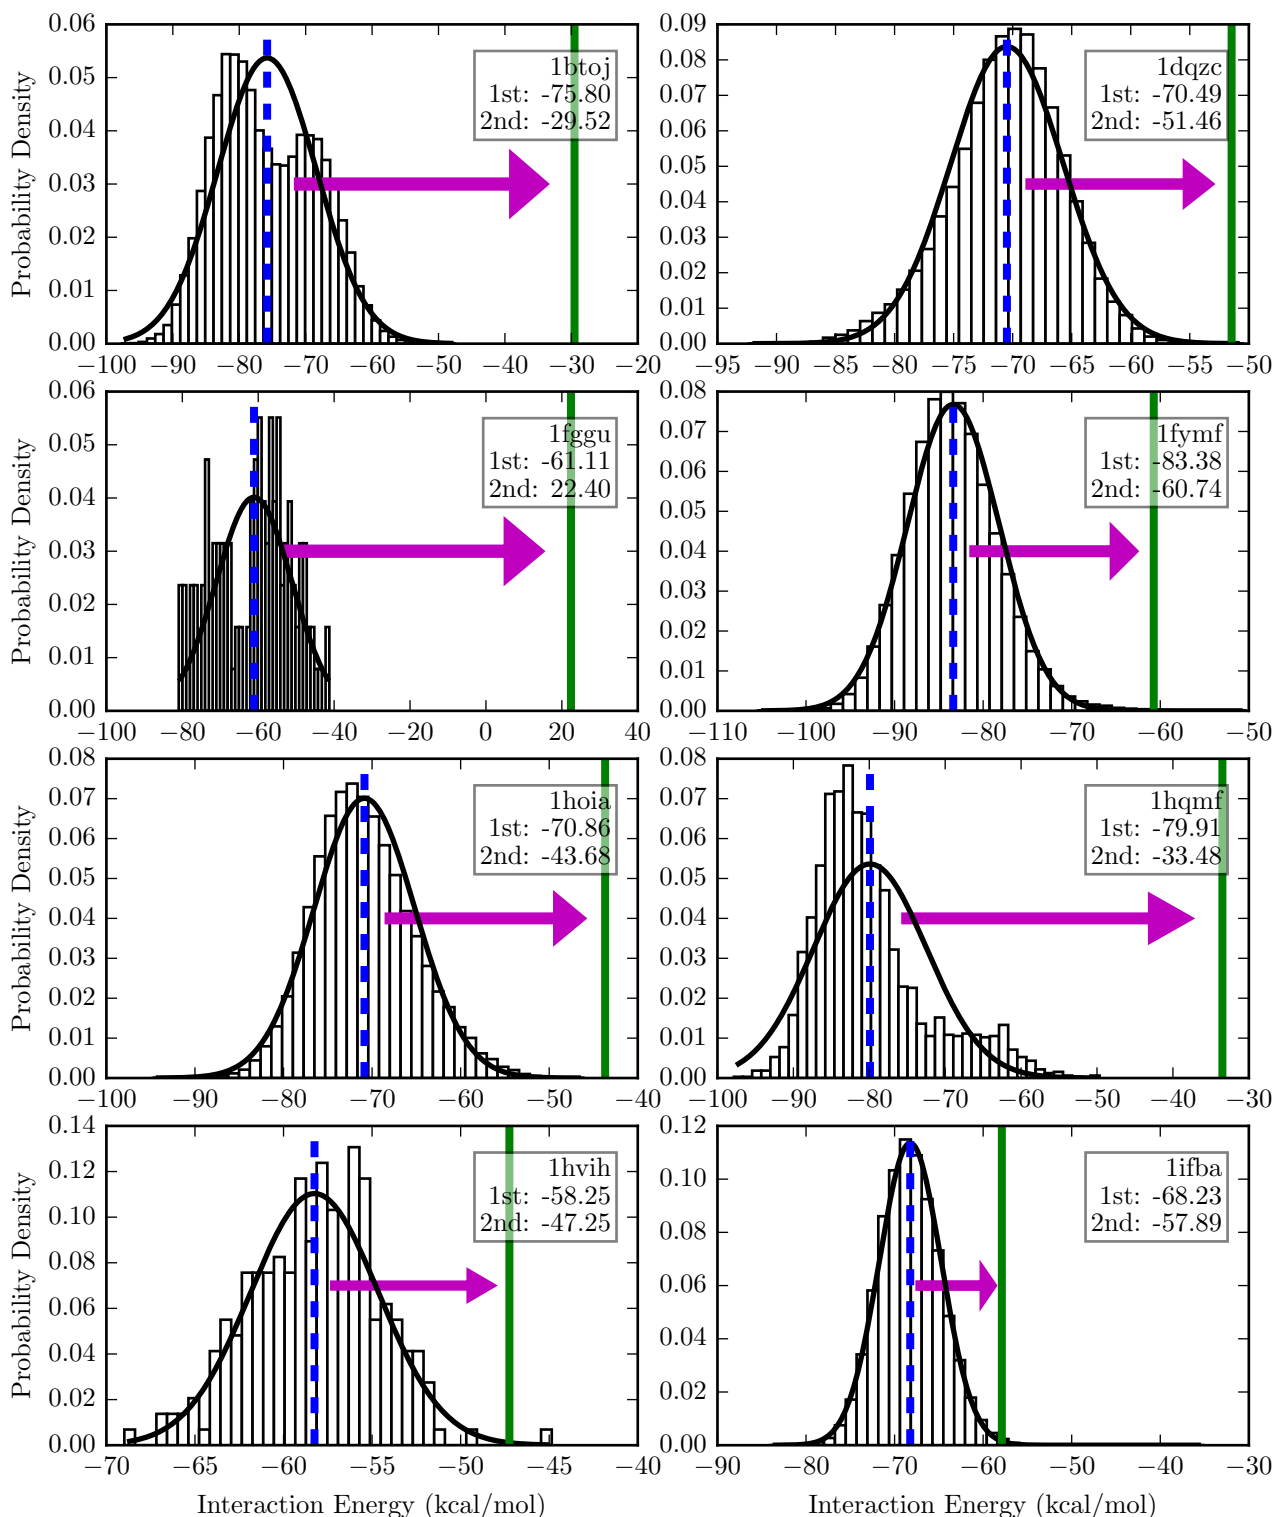 Probability Density
0.06
0.05
0.04
0.03
0.02
0.01
0.00
1btoj
1st: -75.80
2nd: -29.52
−100 −90 −80 −70 −60 −50 −40 −30 −20
0.09
0.08
0.07
0.06
0.05
0.04
0.03
0.02
0.01
0.00
1dqzc
1st: -70.49
2nd: -51.46
−95 −90 −85 −80 −75 −70 −65 −60 −55 −50
Probability Density
0.06
0.05
0.04
0.03
0.02
0.01
0.00
1fggu
1st: -61.11
2nd: 22.40
−100 −80 −60 −40 −20 0 20 40
0.08
0.07
0.06
0.05
0.04
0.03
0.02
0.01
0.00
1fymf
1st: -83.38
2nd: -60.74
−110 −100 −90 −80 −70 −60 −50
Probability Density
0.08
0.07
0.06
0.05
0.04
0.03
0.02
0.01
0.00
1hoia
1st: -70.86
2nd: -43.68
−100 −90 −80 −70 −60 −50 −40
0.08
0.07
0.06
0.05
0.04
0.03
0.02
0.01
0.00
1hqmf
1st: -79.91
2nd: -33.48
−100 −90 −80 −70 −60 −50 −40 −30
Probability Density
0.14
0.12
0.10
0.08
0.06
0.04
0.02
0.00
1hvih
1st: -58.25
2nd: -47.25
−70 −65 −60 −55 −50 −45 −40
Interaction Energy (kcal/mol)
0.12
0.10
0.08
0.06
0.04
0.02
0.00
1ifba
1st: -68.23
2nd: -57.89
−90 −80 −70 −60 −50 −40 −30
Interaction Energy (kcal/mol)